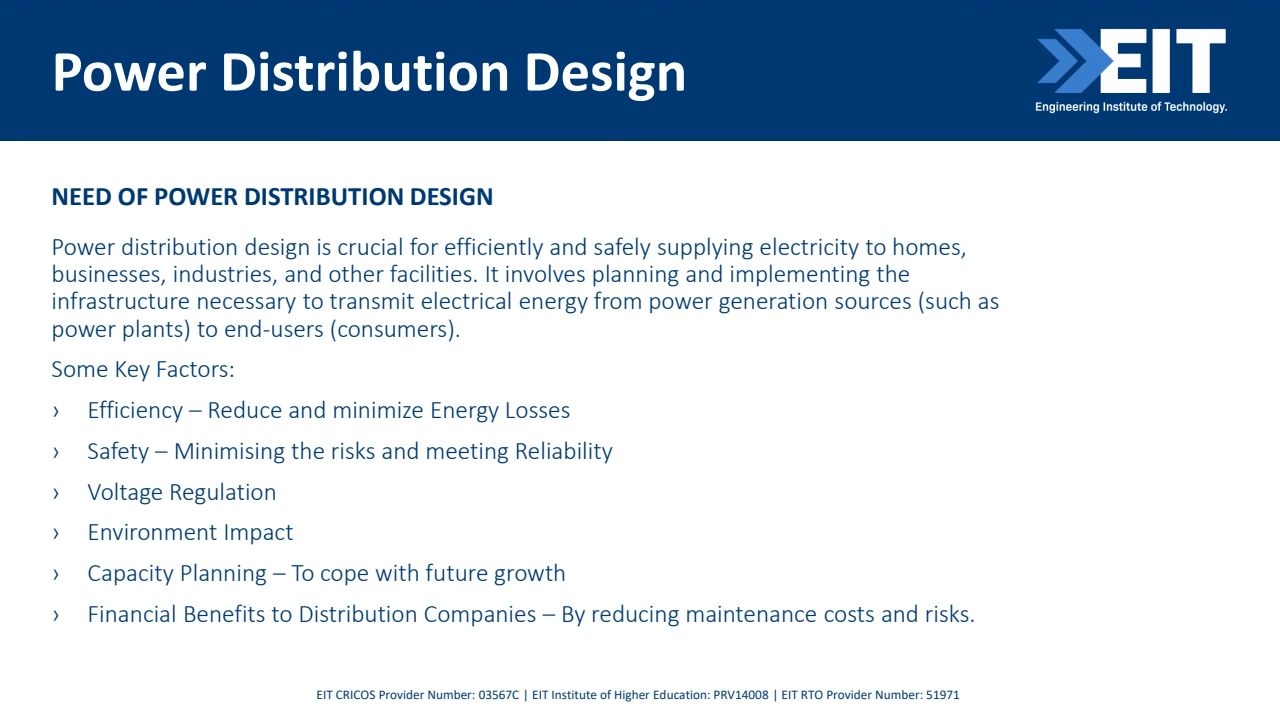 Power Distribution Design
EIT
Engineering Institute of Technology.
NEED OF POWER DISTRIBUTION DESIGN
Power distribution design is crucial for efficiently and safely supplying electricity to homes,
businesses, industries, and other facilities. It involves planning and implementing the
infrastructure necessary to transmit electrical energy from power generation sources (such as
power plants) to end-users (consumers).
Some Key Factors:
› Efficiency – Reduce and minimize Energy Losses
› Safety – Minimising the risks and meeting Reliability
› Voltage Regulation
› Environment Impact
› Capacity Planning – To cope with future growth
› Financial Benefits to Distribution Companies – By reducing maintenance costs and risks.
EIT CRICOS Provider Number: 03567C | EIT Institute of Higher Education: PRV14008 | EIT RTO Provider Number: 51971